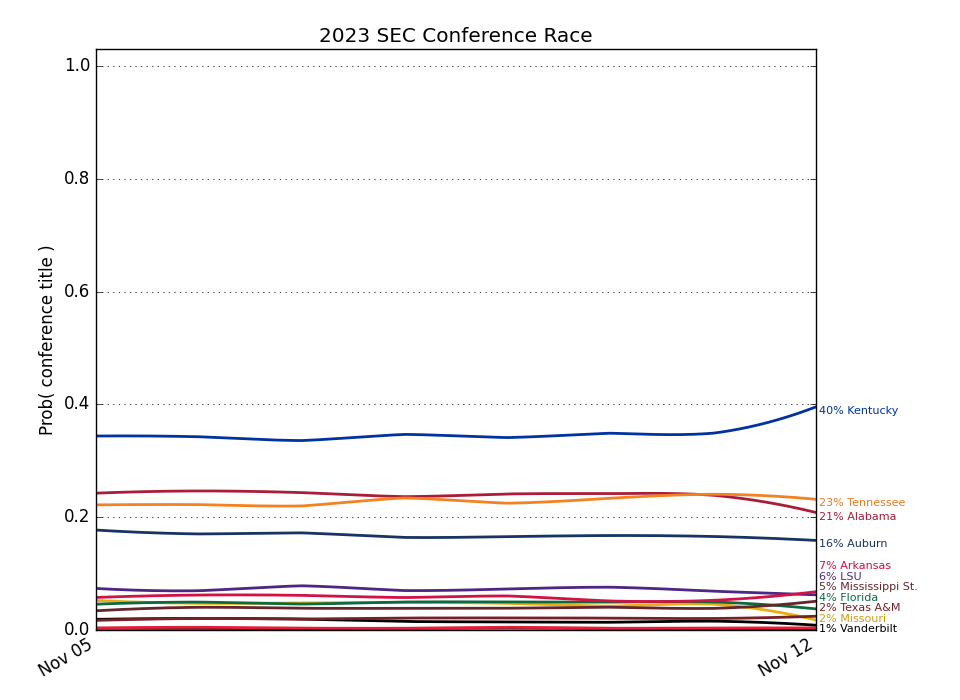 2023 SEC Conference Race
Prob( conference title )
1.0
0.8
0.6
0.4
0.2
0.0
Nov 05
Nov 12
40% Kentucky
23% Tennessee
21% Alabama
16% Auburn
7% Arkansas
6% LSU
5% Mississippi St.
4% Florida
2% Texas A&M
2% Missouri
1% Vanderbilt